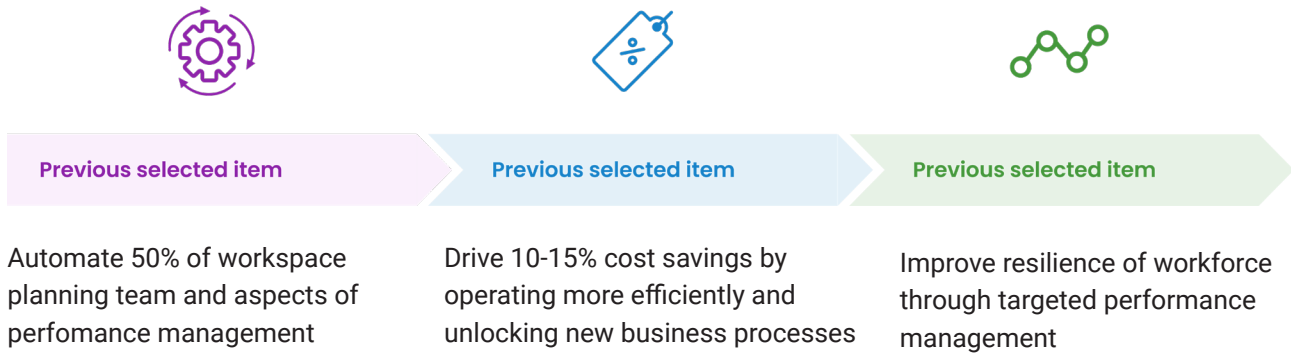 Previous selected item
Previous selected item
Previous selected item
Automate 50% of workspace
planning team and aspects of
perfomance management
Drive 10-15% cost savings by
operating more efficiently and
unlocking new business processes
Improve resilience of workforce
through targeted performance
management